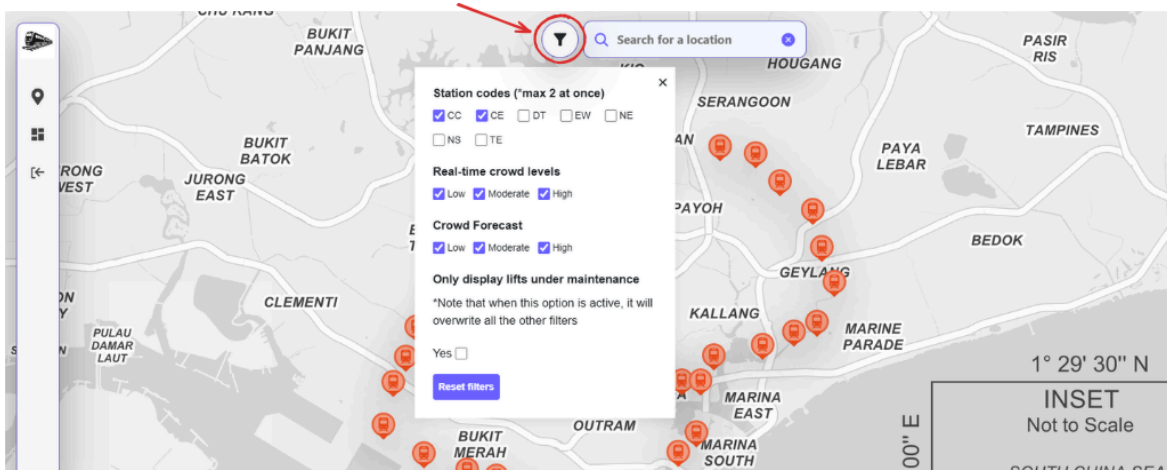 BUKIT
PANJANG
Search for a location
HOUGANG
PASIR
RIS
Station codes (*max 2 at once)
CC CE DT EW NE
NS TE
Real-time crowd levels
Low Moderate High
Crowd Forecast
Low Moderate High
Only display lifts under maintenance
*Note that when this option is active, it will
overwrite all the other filters
Yes
Reset filters
SERANGOON
TAMPINES
BUKIT
BATOK
PAYA
LEBAR
JURONG
EAST
BEDOK
GEYLANG
CLEMENTI
KALLANG
MARINE
PARADE
PULAU
DAMAR
LAUT
MARINA
EAST
OUTRAM
BUKIT
MERAH
MARINA
SOUTH
1° 29' 30" N
INSET
Not to Scale
00" E
SOUTH CHINA SEA